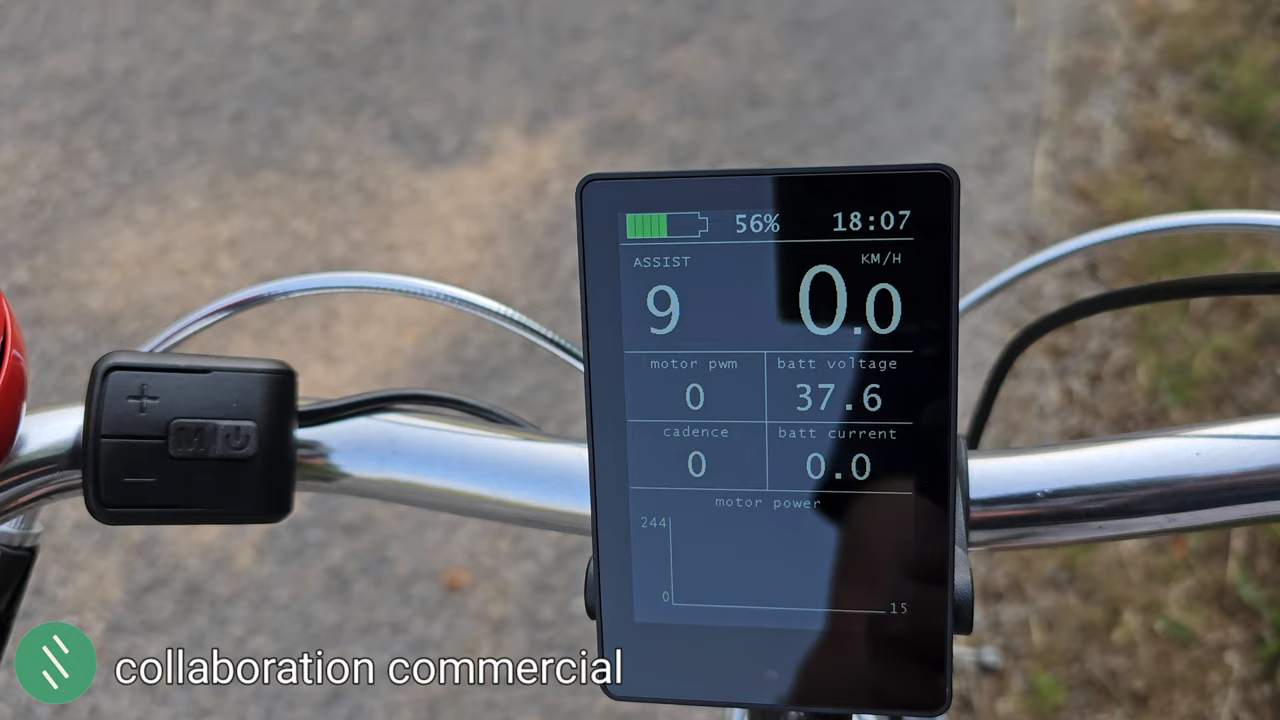 56% 18:07
ASSIST KM/H
9 0.0
motor pwm batt voltage
0 37.6
cadence batt current
0 0.0
motor power
244
0 15
+
M
−
collaboration commercial